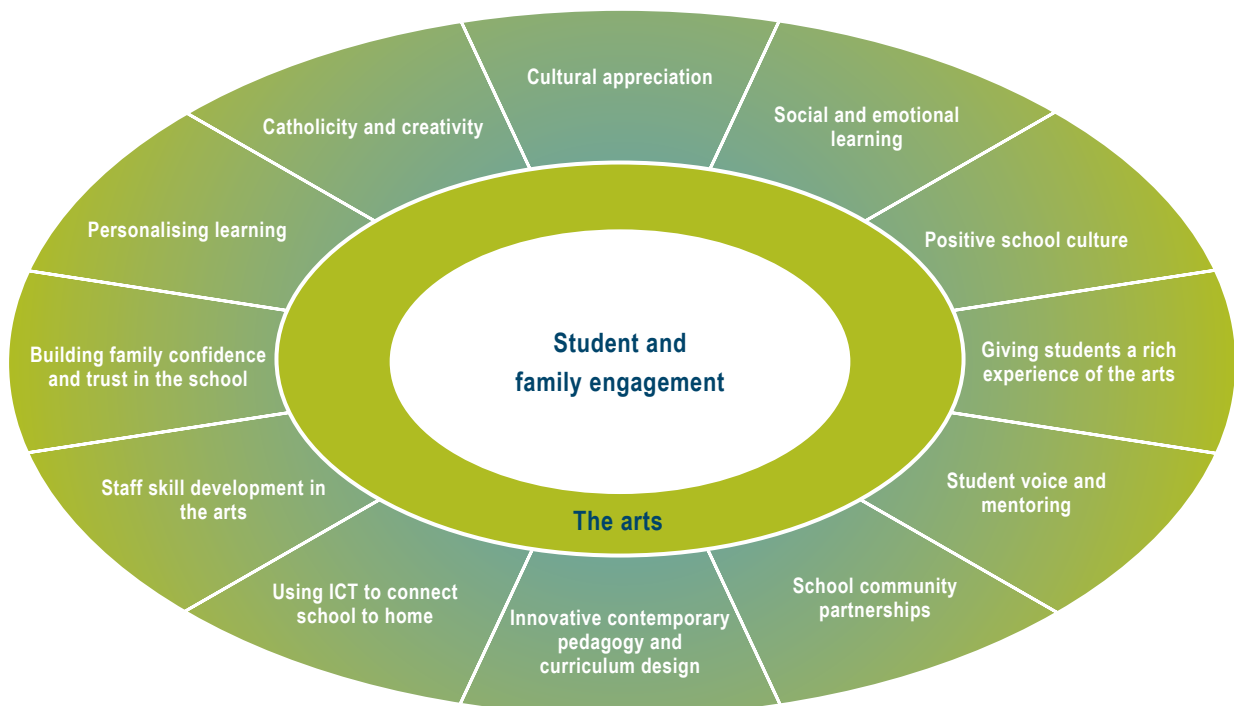 Cultural appreciation
Social and emotional
learning
Positive school culture
Giving students a rich
experience of the arts
Student voice and
mentoring
School community
partnerships
Innovative contemporary
pedagogy and
curriculum design
Using ICT to connect
school to home
Staff skill development in
the arts
Building family confidence
and trust in the school
Personalising learning
Catholicity and creativity
Student and
family engagement
The arts